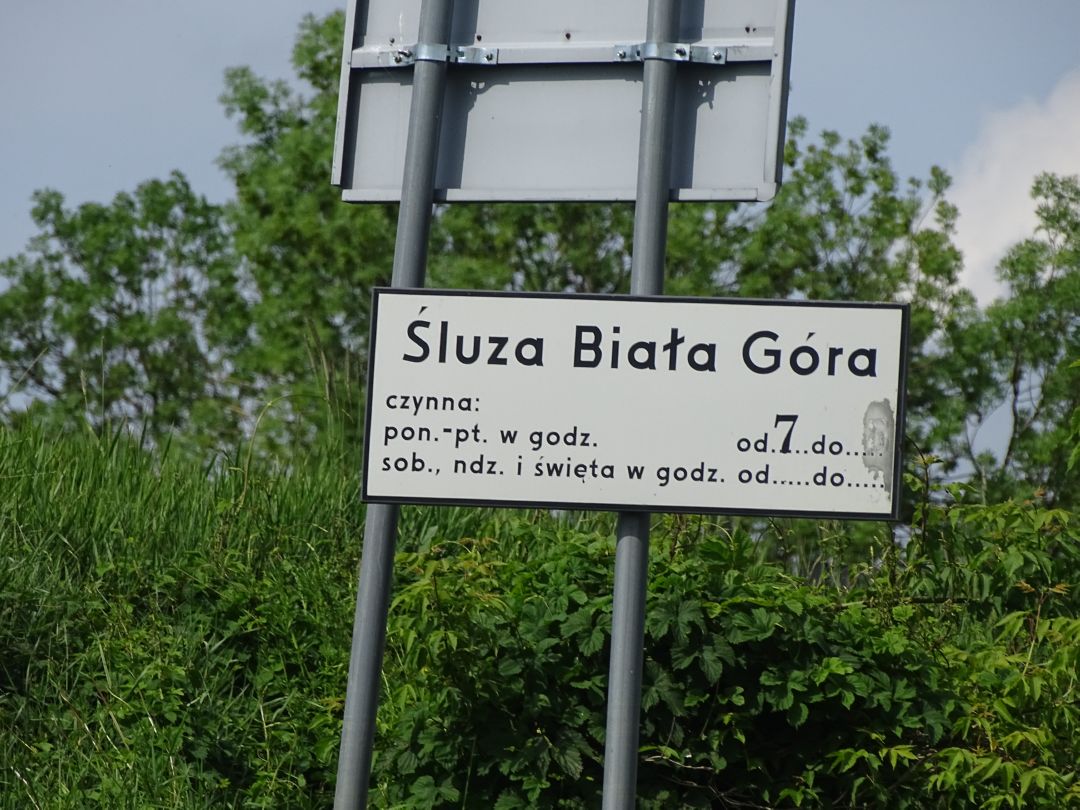 Śluza Biała Góra
czynna:
pon.-pt. w godz. od.7..do.....
sob., ndz. i święta w godz. od.....do.....